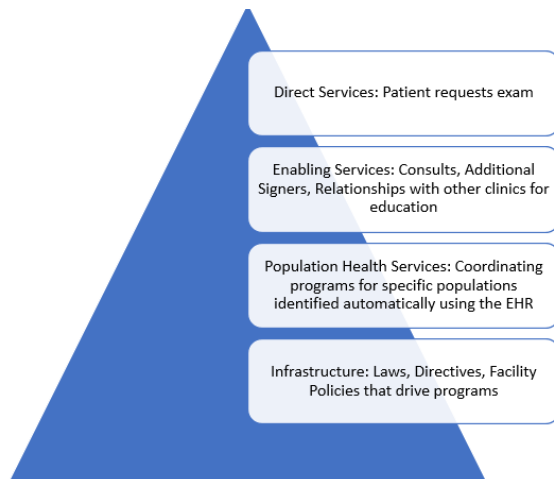 Direct Services: Patient requests exam
Enabling Services: Consults, Additional
Signers, Relationships with other clinics for
education
Population Health Services: Coordinating
programs for specific populations
identified automatically using the EHR
Infrastructure: Laws, Directives, Facility
Policies that drive programs